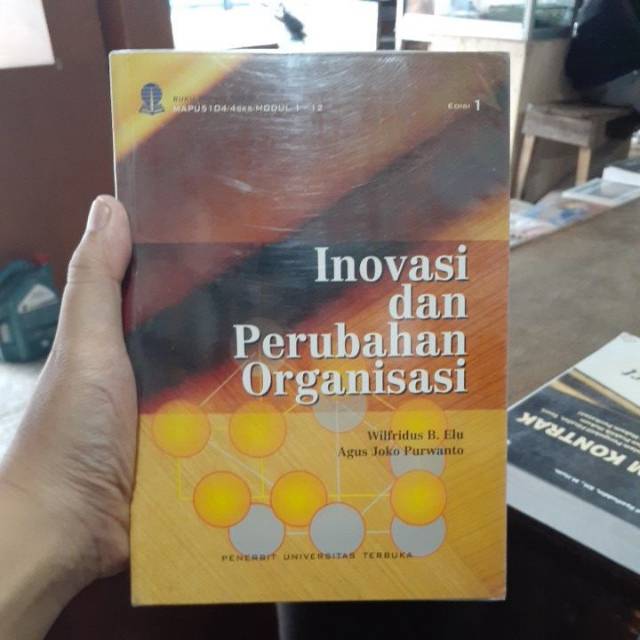 MAPU5104/4SKS/MODUL 1 - 12
EDISI 1
Inovasi
dan
Perubahan
Organisasi
Wilfridus B. Elu
Agus Joko Purwanto
PENERBIT UNIVERSITAS TERBUKA
KONTRAK